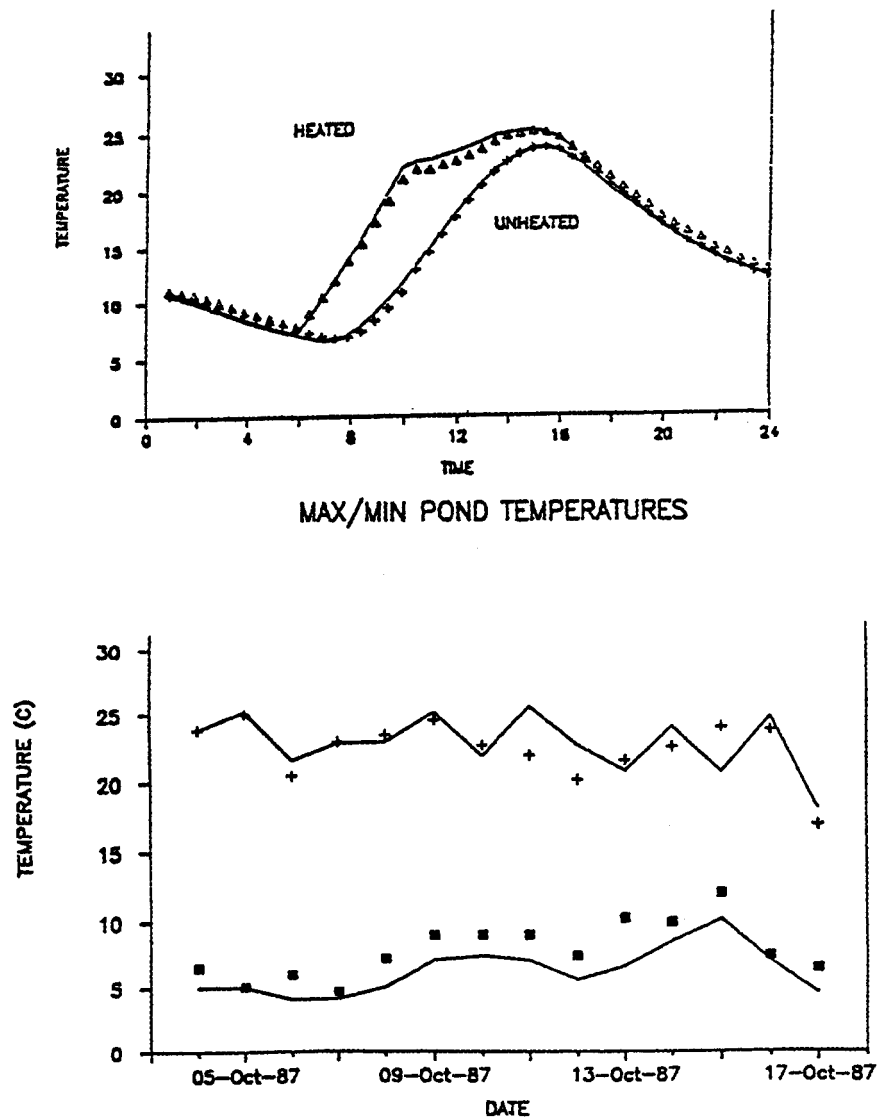 30
25
20
15
10
5
0
TEMPERATURE
HEATED
UNHEATED
0 4 8 12 16 20 24
TIME
MAX/MIN POND TEMPERATURES
30
25
20
15
10
5
0
TEMPERATURE (C)
05-Oct-87 09-Oct-87 13-Oct-87 17-Oct-87
DATE